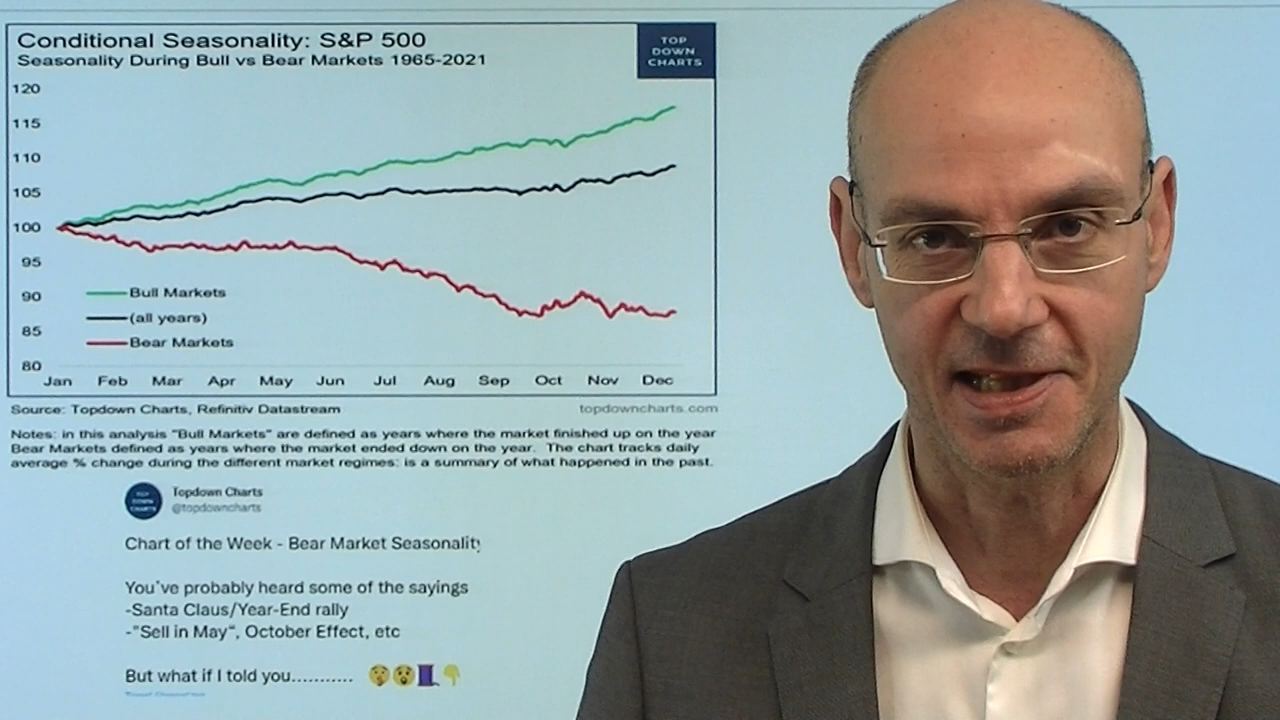 Conditional Seasonality: S&P 500
Seasonality During Bull vs Bear Markets 1965-2021
TOP
DOWN
CHARTS
120
115
110
105
100
95
90
85
80
Bull Markets
(all years)
Bear Markets
Jan Feb Mar Apr May Jun Jul Aug Sep Oct Nov Dec
Source: Topdown Charts, Refinitiv Datastream
topdowncharts.com
Notes: in this analysis "Bull Markets" are defined as years where the market finished up on the year
Bear Markets defined as years where the market ended down on the year. The chart tracks daily
average % change during the different market regimes: is a summary of what happened in the past.
TOP
DOWN
CHARTS
Topdown Charts
@topdowncharts
Chart of the Week - Bear Market Seasonality
You've probably heard some of the sayings
-Santa Claus/Year-End rally
-"Sell in May", October Effect, etc
But what if I told you...........